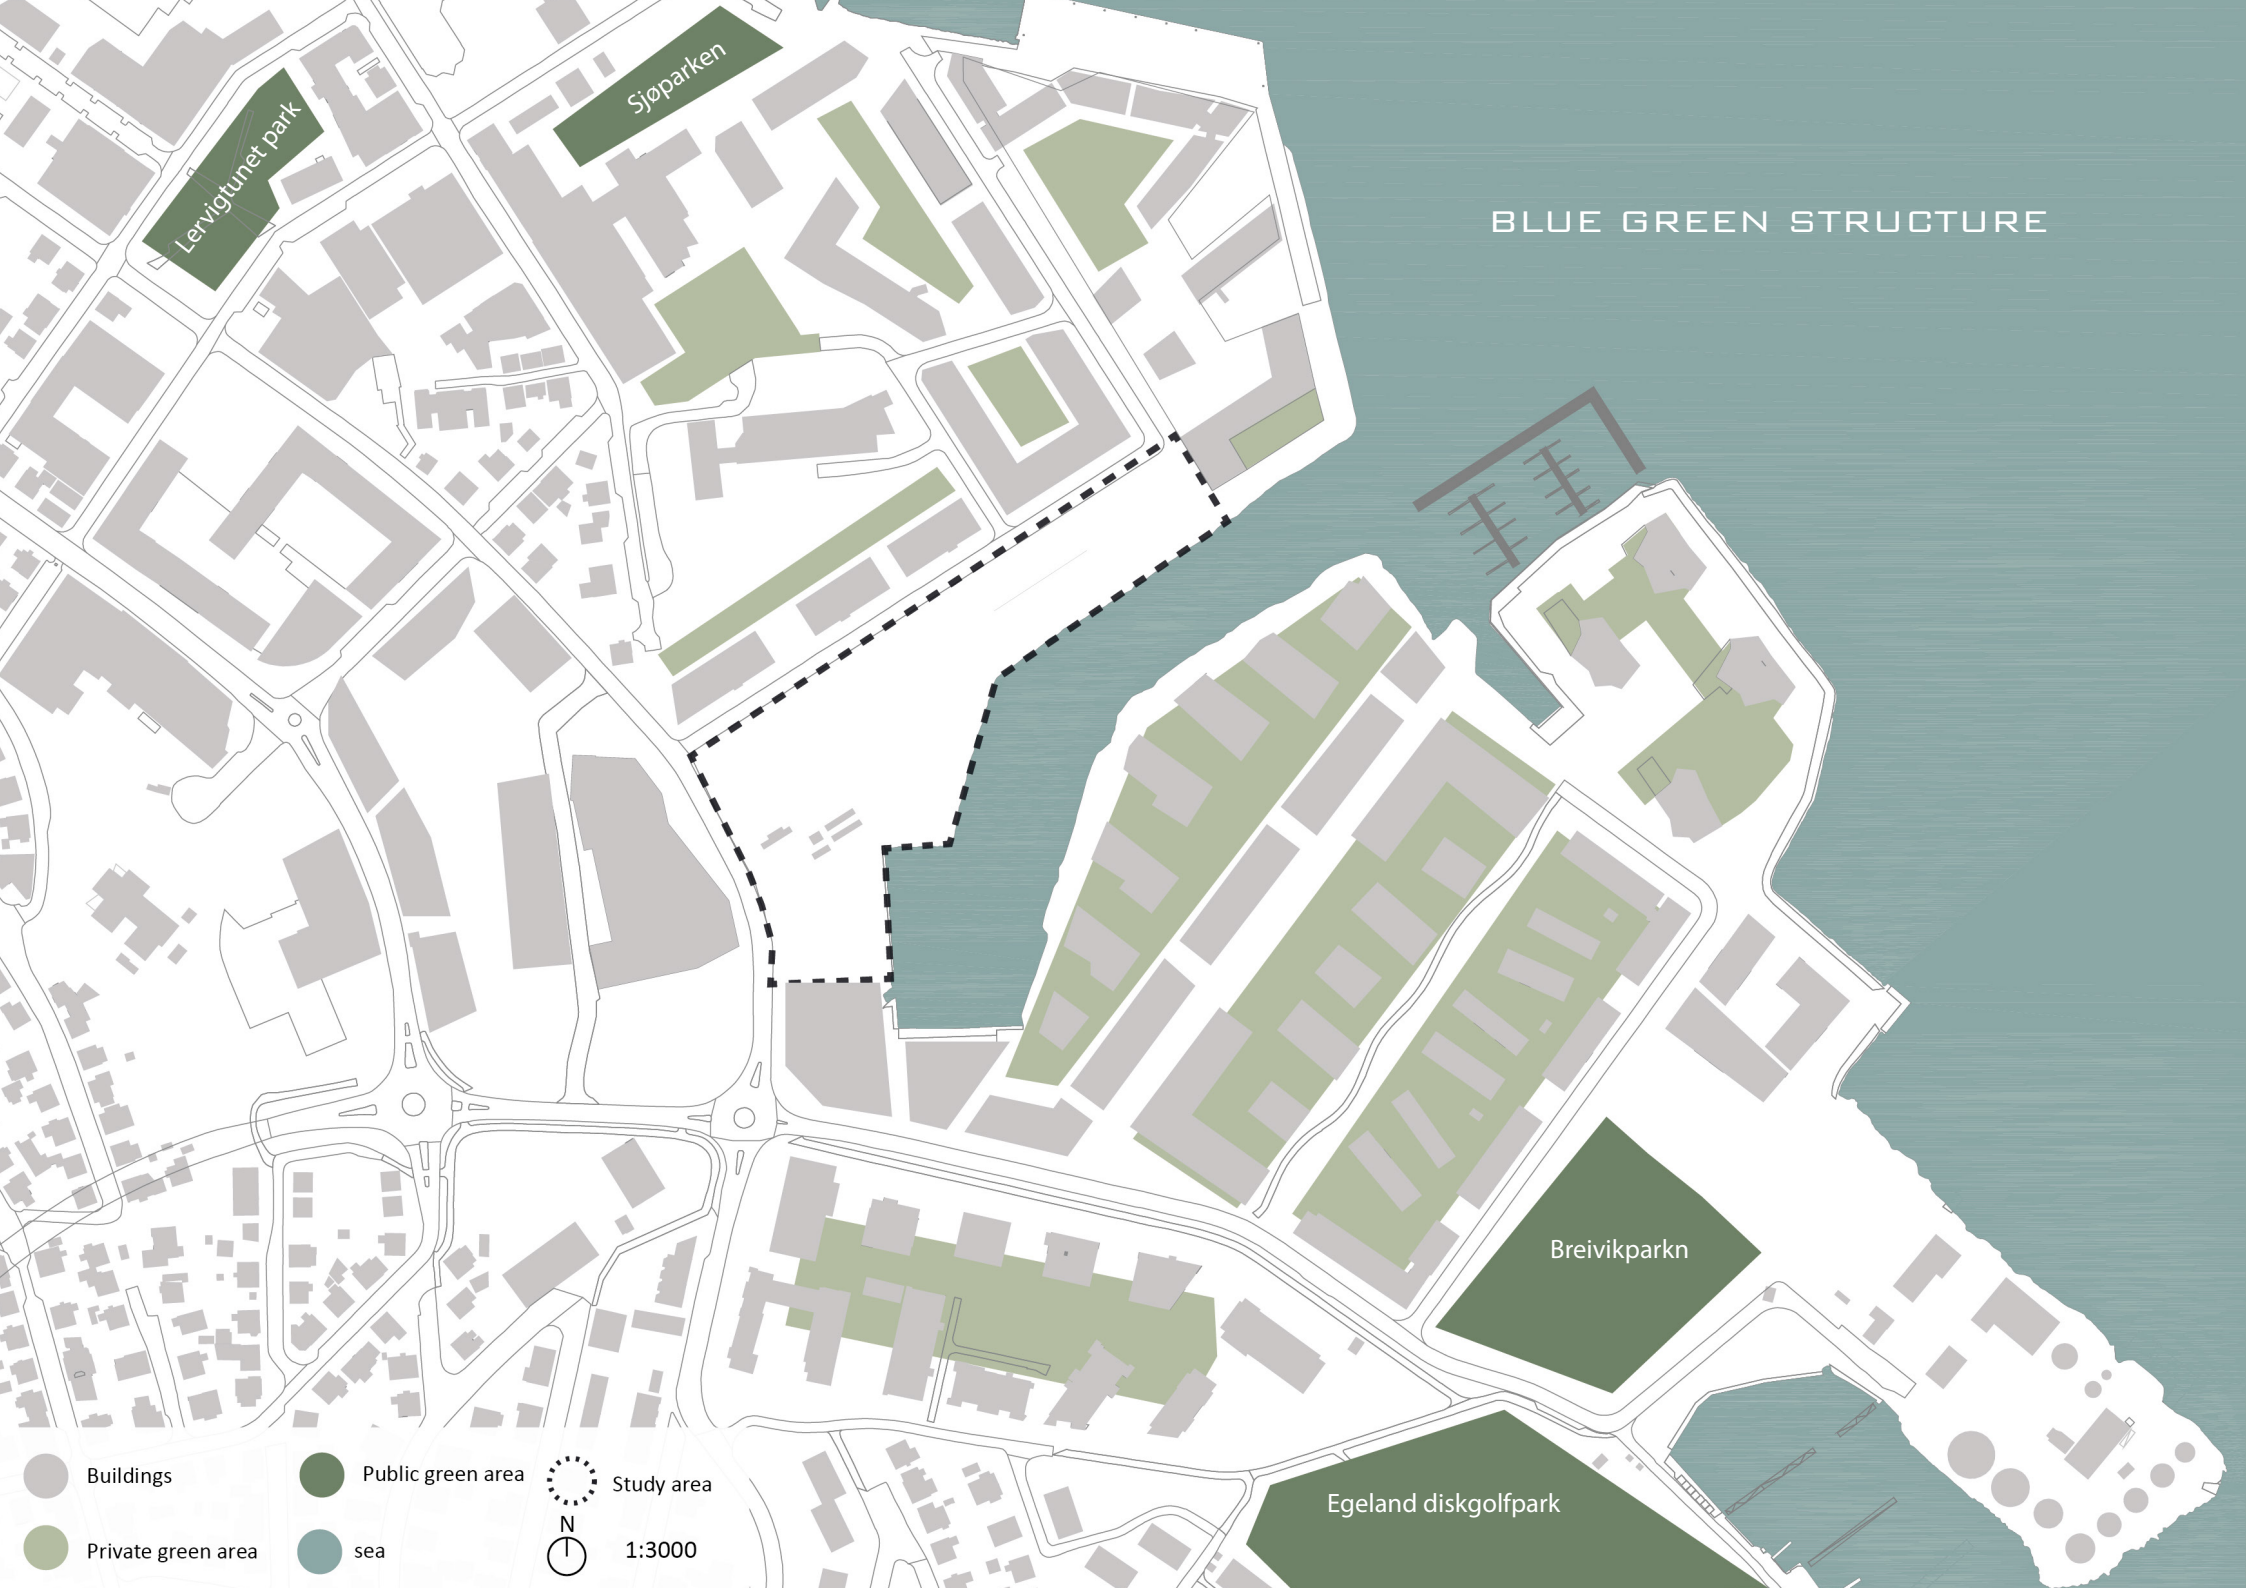 Sjøparken
Lervigtunet park
BLUE GREEN STRUCTURE
Breivikparkn
Egeland diskgolfpark
Buildings
Public green area
Study area
Private green area
sea
N
1:3000